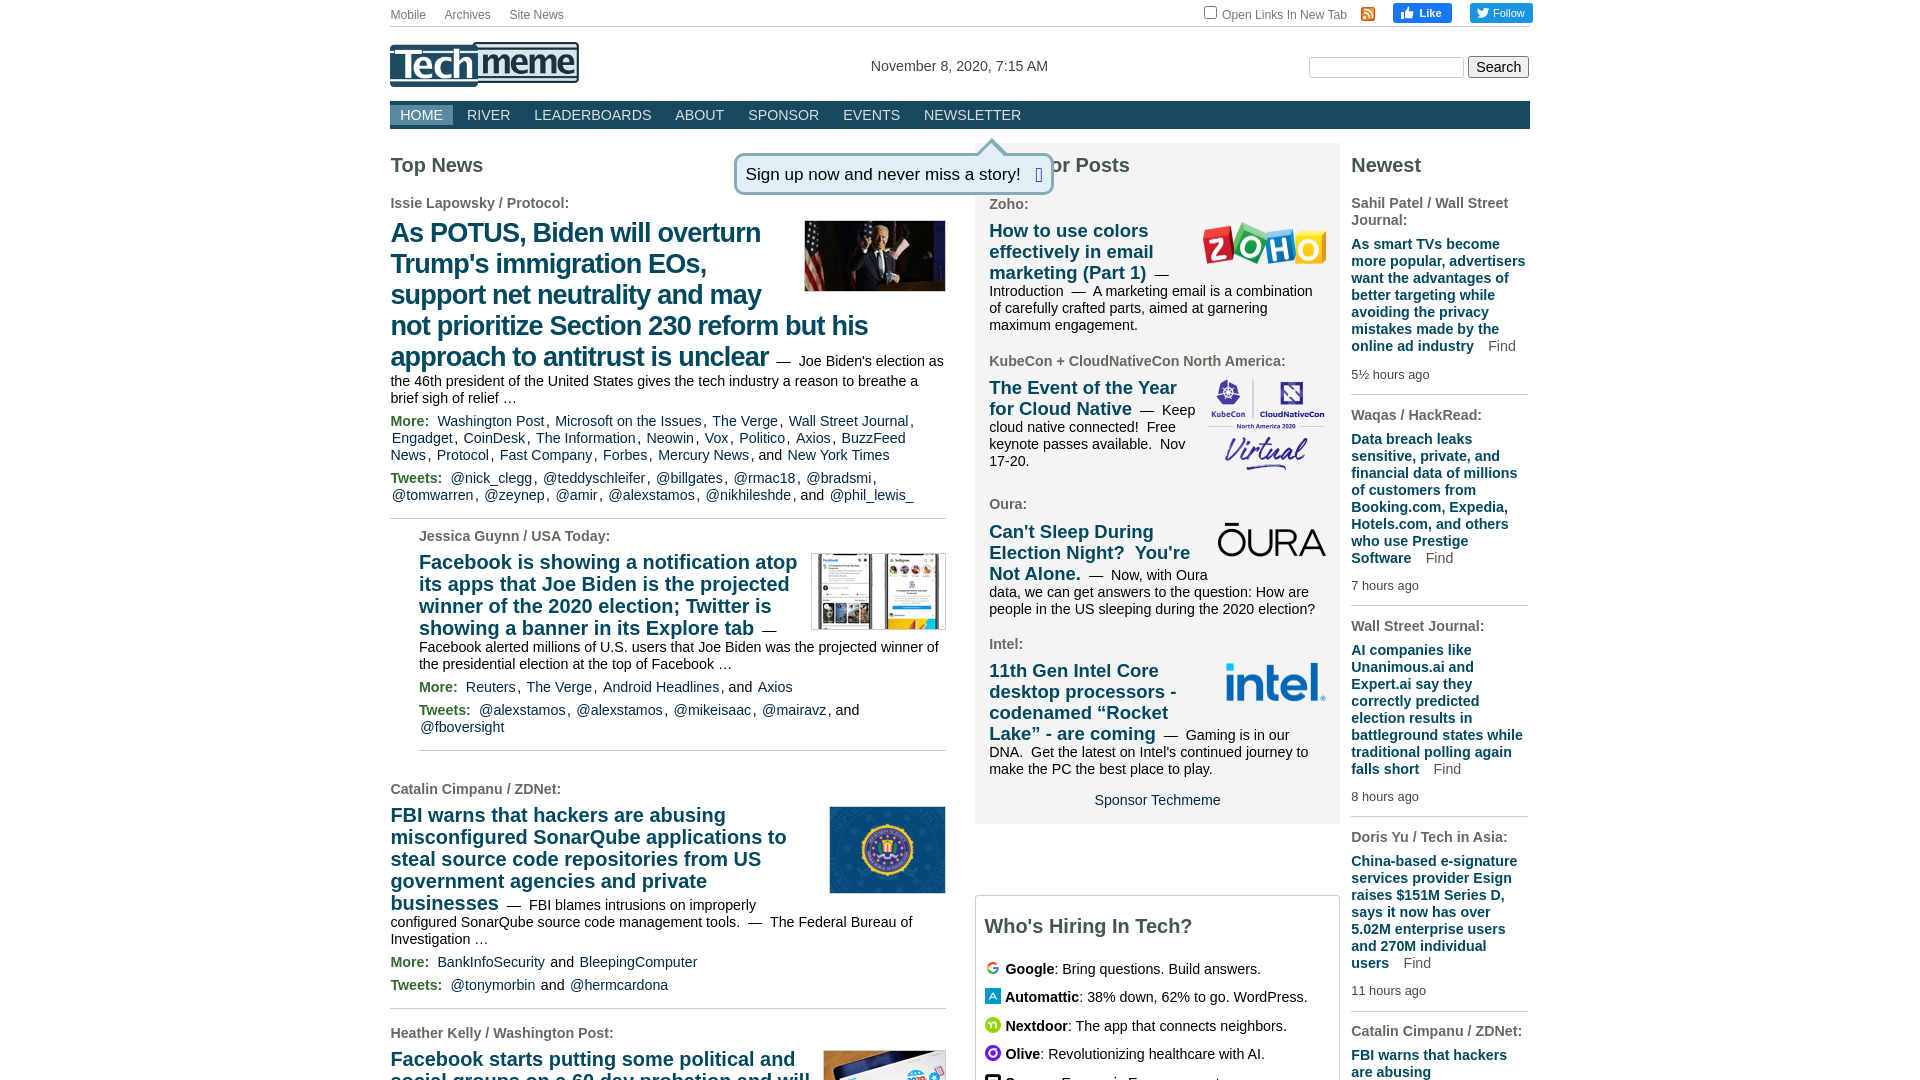 Mobile Archives Site News
Open Links In New Tab
Like
Follow
Techmeme
November 8, 2020, 7:15 AM
Search
HOME RIVER LEADERBOARDS ABOUT SPONSOR EVENTS NEWSLETTER
Sign up now and never miss a story!
Top News
Issie Lapowsky / Protocol:
As POTUS, Biden will overturn
Trump's immigration EOs,
support net neutrality and may
not prioritize Section 230 reform but his
approach to antitrust is unclear — Joe Biden's election as
the 46th president of the United States gives the tech industry a reason to breathe a
brief sigh of relief …
More: Washington Post, Microsoft on the Issues, The Verge, Wall Street Journal,
Engadget, CoinDesk, The Information, Neowin, Vox, Politico, Axios, BuzzFeed
News, Protocol, Fast Company, Forbes, Mercury News, and New York Times
Tweets: @nick_clegg, @teddyschleifer, @billgates, @rmac18, @bradsmi,
@tomwarren, @zeynep, @amir, @alexstamos, @nikhileshde, and @phil_lewis_
Jessica Guynn / USA Today:
Facebook is showing a notification atop
its apps that Joe Biden is the projected
winner of the 2020 election; Twitter is
showing a banner in its Explore tab —
Facebook alerted millions of U.S. users that Joe Biden was the projected winner of
the presidential election at the top of Facebook …
More: Reuters, The Verge, Android Headlines, and Axios
Tweets: @alexstamos, @alexstamos, @mikeisaac, @mairavz, and
@fboversight
Catalin Cimpanu / ZDNet:
FBI warns that hackers are abusing
misconfigured SonarQube applications to
steal source code repositories from US
government agencies and private
businesses — FBI blames intrusions on improperly
configured SonarQube source code management tools. — The Federal Bureau of
Investigation …
More: BankInfoSecurity and BleepingComputer
Tweets: @tonymorbin and @hermcardona
Heather Kelly / Washington Post:
Facebook starts putting some political and
social groups on a 60-day probation and will
or Posts
Zoho:
How to use colors
effectively in email
marketing (Part 1) —
Introduction — A marketing email is a combination
of carefully crafted parts, aimed at garnering
maximum engagement.
ZOHO
KubeCon + CloudNativeCon North America:
The Event of the Year
for Cloud Native — Keep
cloud native connected! Free
keynote passes available. Nov
17-20.
KubeCon CloudNativeCon
North America 2020
Virtual
Oura:
Can't Sleep During
Election Night? You're
Not Alone. — Now, with Oura
data, we can get answers to the question: How are
people in the US sleeping during the 2020 election?
ŌURA
Intel:
11th Gen Intel Core
desktop processors -
codenamed “Rocket
Lake” - are coming — Gaming is in our
DNA. Get the latest on Intel's continued journey to
make the PC the best place to play.
intel®
Sponsor Techmeme
Who's Hiring In Tech?
Google: Bring questions. Build answers.
Automattic: 38% down, 62% to go. WordPress.
Nextdoor: The app that connects neighbors.
Olive: Revolutionizing healthcare with AI.
Newest
Sahil Patel / Wall Street
Journal:
As smart TVs become
more popular, advertisers
want the advantages of
better targeting while
avoiding the privacy
mistakes made by the
online ad industry Find
5½ hours ago
Waqas / HackRead:
Data breach leaks
sensitive, private, and
financial data of millions
of customers from
Booking.com, Expedia,
Hotels.com, and others
who use Prestige
Software Find
7 hours ago
Wall Street Journal:
AI companies like
Unanimous.ai and
Expert.ai say they
correctly predicted
election results in
battleground states while
traditional polling again
falls short Find
8 hours ago
Doris Yu / Tech in Asia:
China-based e-signature
services provider Esign
raises $151M Series D,
says it now has over
5.02M enterprise users
and 270M individual
users Find
11 hours ago
Catalin Cimpanu / ZDNet:
FBI warns that hackers
are abusing